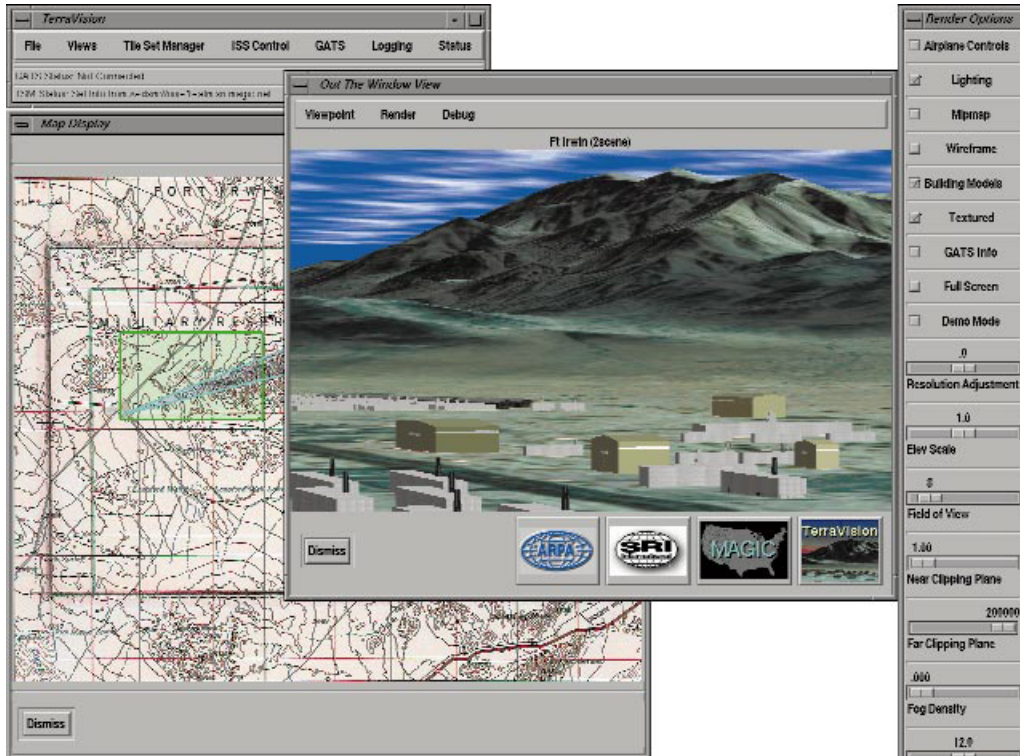 TerraVision
File Views Tile Set Manager ISS Control GATS Logging Status
GATS Status: Not Connected
Map Display
FORT IRWIN
MILITARY RESER
Dismiss
Out The Window View
Viewpoint Render Debug
Ft Irwin (2scene)
Dismiss
ARPA
SRI
MAGIC
TerraVision
Render Options
Airplane Controls
Lighting
Mipmap
Wireframe
Building Models
Textured
GATS Info
Full Screen
Demo Mode
.0
Resolution Adjustment
1.0
Elev Scale
Field of View
1.00
Near Clipping Plane
200000
Far Clipping Plane
.000
Fog Density
12.0